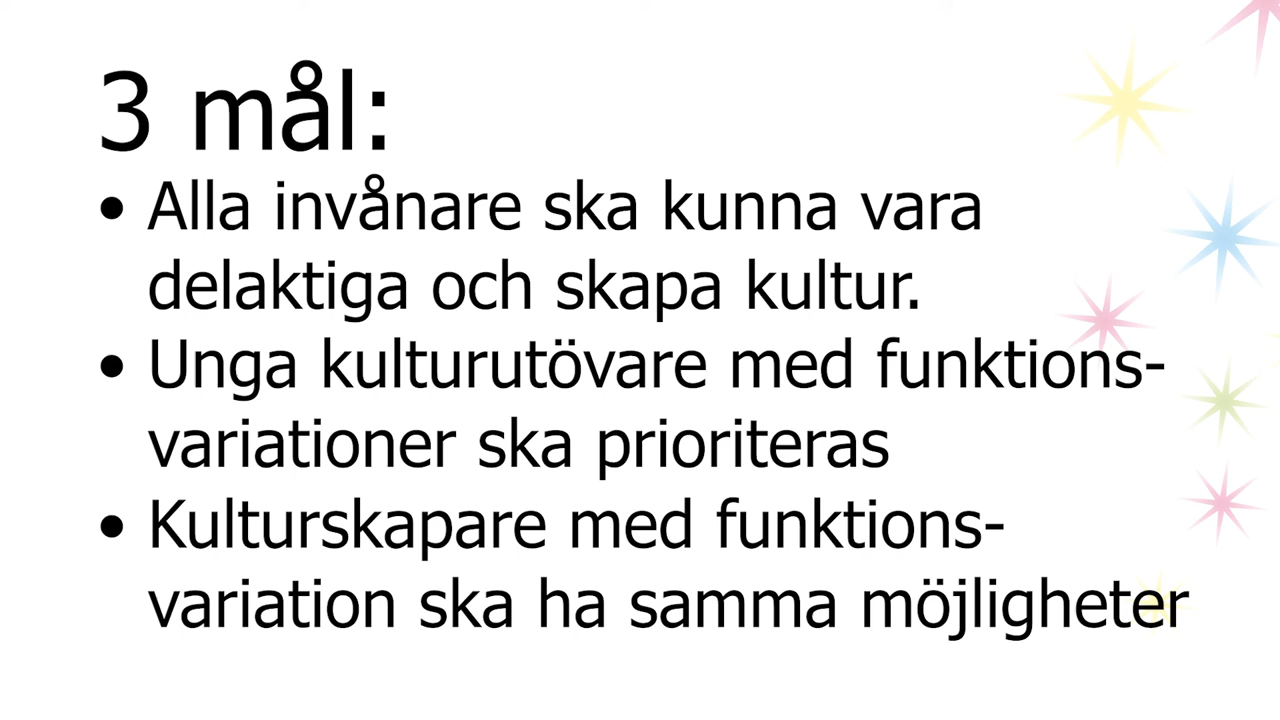 3 mål:
• Alla invånare ska kunna vara
delaktiga och skapa kultur.
• Unga kulturutövare med funktions-
variationer ska prioriteras
• Kulturskapare med funktions-
variation ska ha samma möjligheter